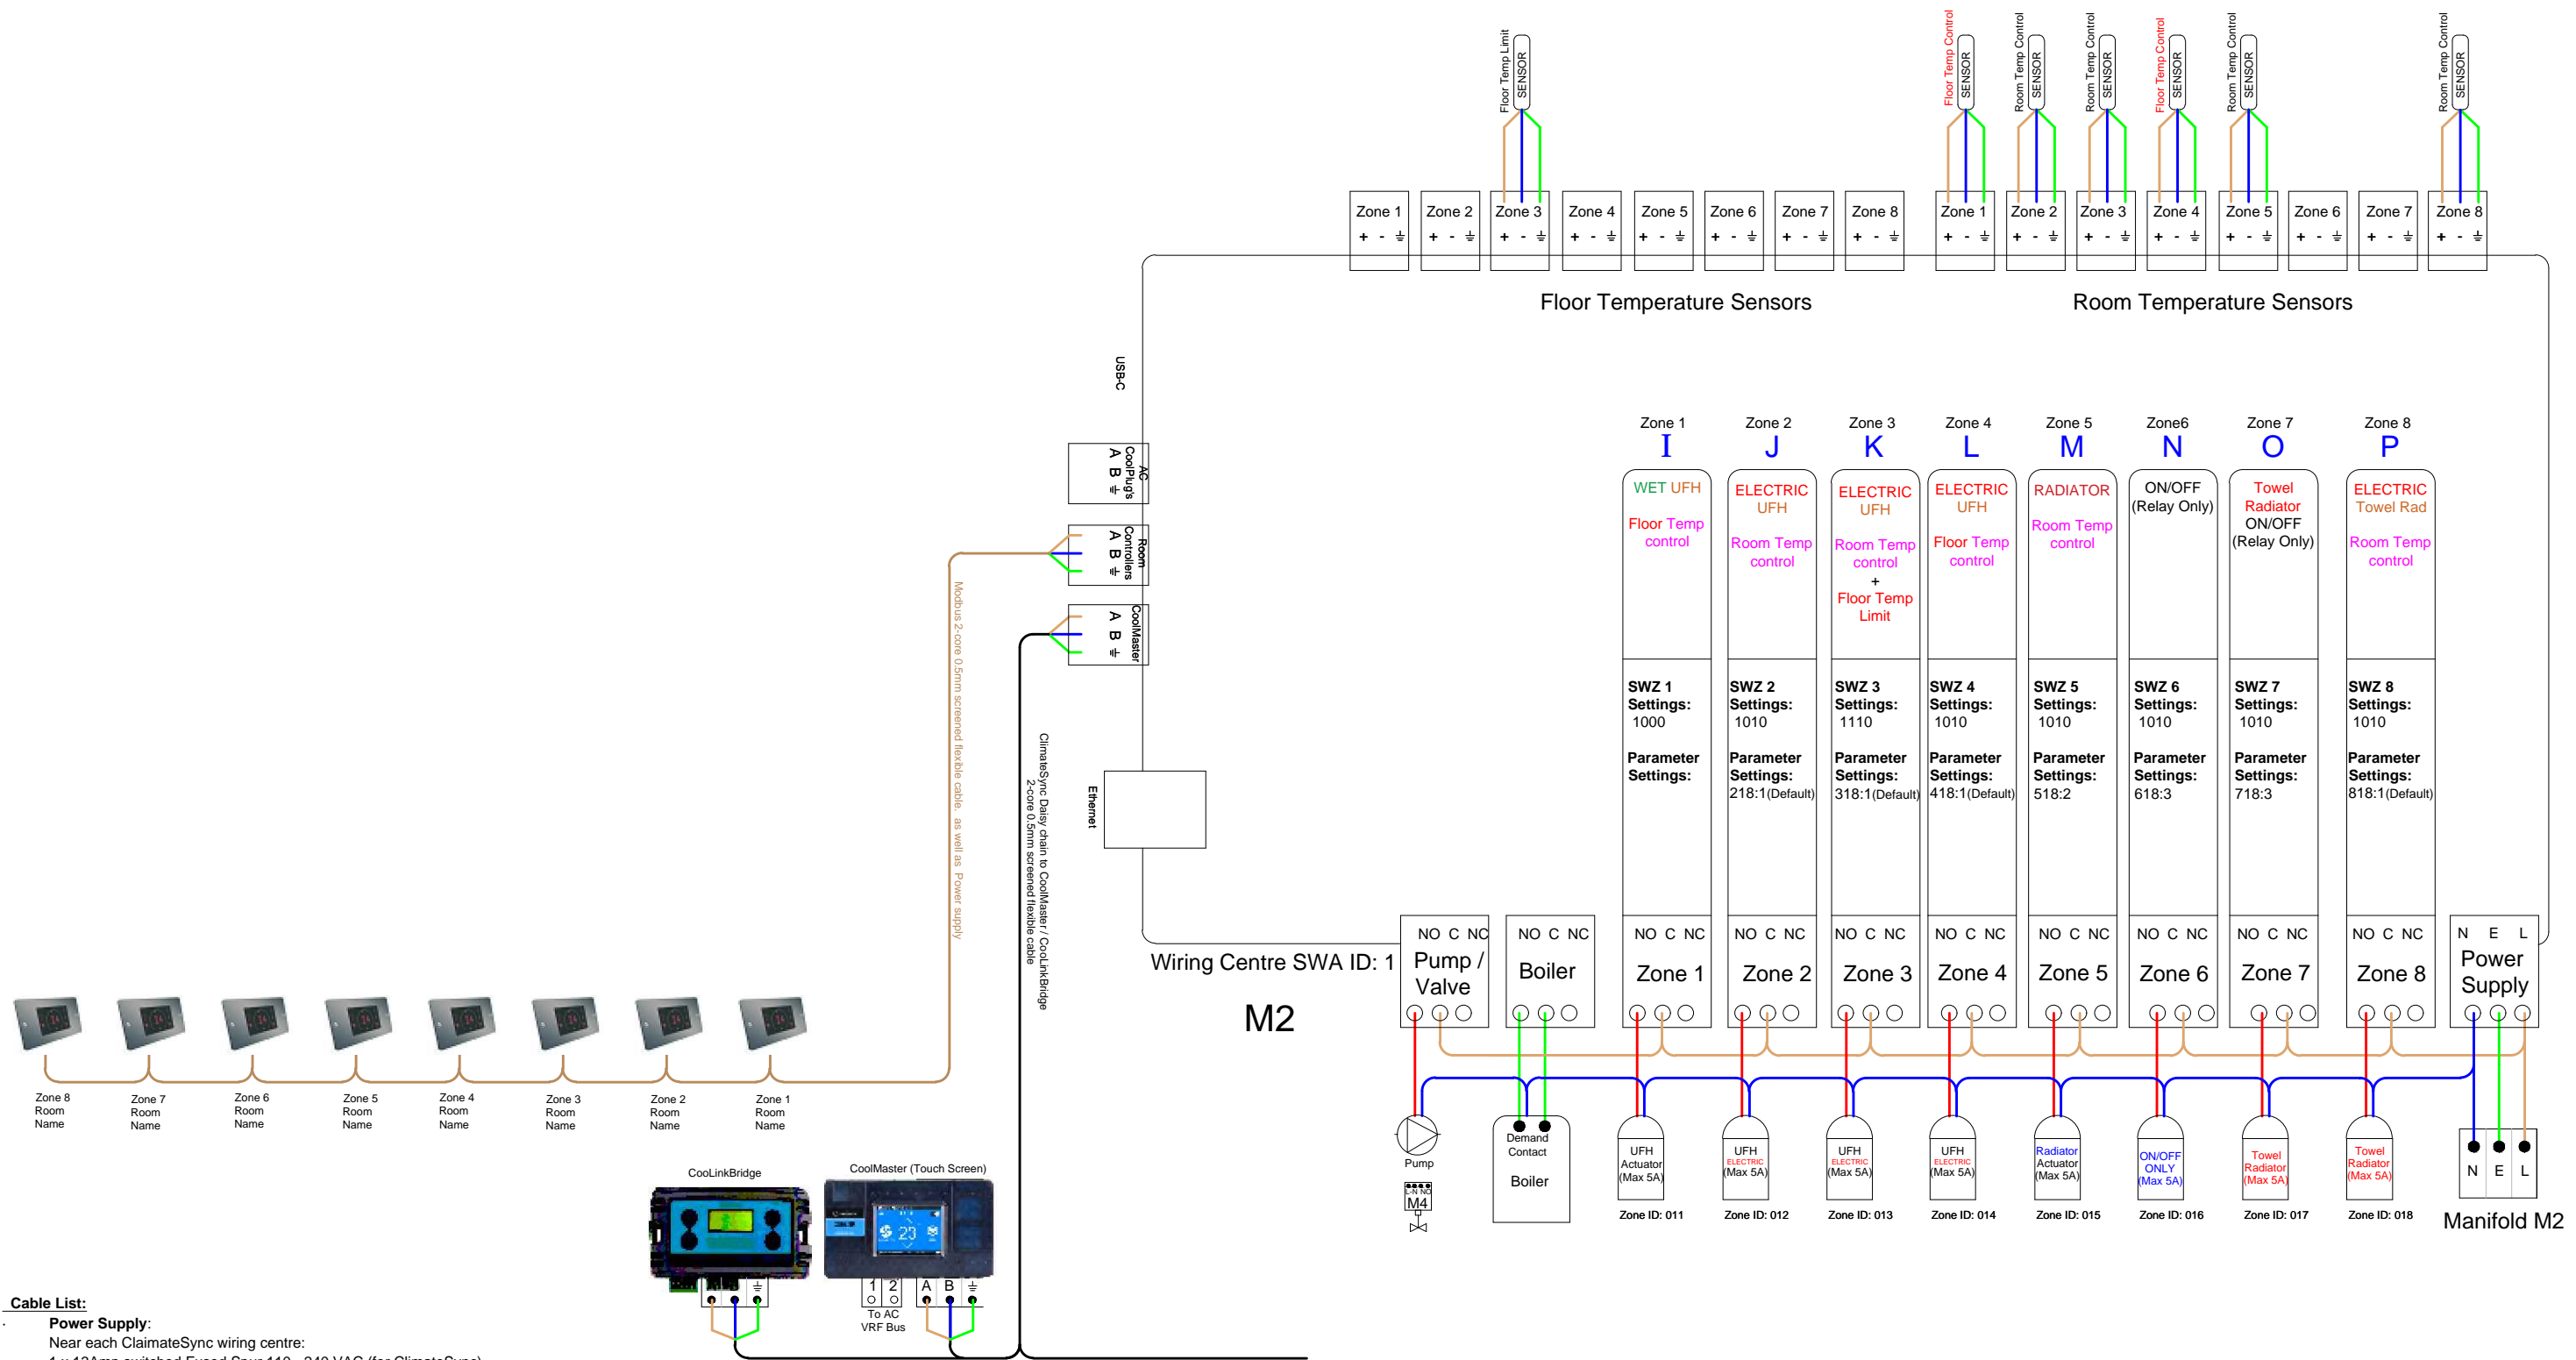 Floor Temp Limit
SENSOR
Floor Temp Control
SENSOR
Room Temp Control
SENSOR
Room Temp Control
SENSOR
Floor Temp Control
SENSOR
Room Temp Control
SENSOR
Room Temp Control
SENSOR
Zone 1 Zone 2 Zone 3 Zone 4 Zone 5 Zone 6 Zone 7 Zone 8
+ - ⏚ + - ⏚ + - ⏚ + - ⏚ + - ⏚ + - ⏚ + - ⏚ + - ⏚
Zone 1 Zone 2 Zone 3 Zone 4 Zone 5 Zone 6 Zone 7 Zone 8
+ - ⏚ + - ⏚ + - ⏚ + - ⏚ + - ⏚ + - ⏚ + - ⏚ + - ⏚
Floor Temperature Sensors
Room Temperature Sensors
USB-C
AC
CoolPlug's
A B ⏚
Room
Controllers
A B ⏚
CoolMaster
A B ⏚
Ethernet
Modbus 2-core 0.5mm screened flexible cable. as well as Power supply
ClimateSync Daisy chain to CoolMaster / CooLinkBridge
2-core 0.5mm screened flexible cable
Zone 1
I
WET UFH
Floor Temp
control
SWZ 1
Settings:
1000
Parameter
Settings:
Zone 2
J
ELECTRIC
UFH
Room Temp
control
SWZ 2
Settings:
1010
Parameter
Settings:
218:1(Default)
Zone 3
K
ELECTRIC
UFH
Room Temp
control
+
Floor Temp
Limit
SWZ 3
Settings:
1110
Parameter
Settings:
318:1(Default)
Zone 4
L
ELECTRIC
UFH
Floor Temp
control
SWZ 4
Settings:
1010
Parameter
Settings:
418:1(Default)
Zone 5
M
RADIATOR
Room Temp
control
SWZ 5
Settings:
1010
Parameter
Settings:
518:2
Zone6
N
ON/OFF
(Relay Only)
SWZ 6
Settings:
1010
Parameter
Settings:
618:3
Zone 7
O
Towel
Radiator
ON/OFF
(Relay Only)
SWZ 7
Settings:
1010
Parameter
Settings:
718:3
Zone 8
P
ELECTRIC
Towel Rad
Room Temp
control
SWZ 8
Settings:
1010
Parameter
Settings:
818:1(Default)
Wiring Centre SWA ID: 1
M2
NO C NC
Pump /
Valve
NO C NC
Boiler
NO C NC
Zone 1
NO C NC
Zone 2
NO C NC
Zone 3
NO C NC
Zone 4
NO C NC
Zone 5
NO C NC
Zone 6
NO C NC
Zone 7
NO C NC
Zone 8
N E L
Power
Supply
Zone 8
Room
Name
Zone 7
Room
Name
Zone 6
Room
Name
Zone 5
Room
Name
Zone 4
Room
Name
Zone 3
Room
Name
Zone 2
Room
Name
Zone 1
Room
Name
Pump
L-N NO
M4
Demand
Contact
Boiler
UFH
Actuator
(Max 5A)
Zone ID: 011
UFH
ELECTRIC
(Max 5A)
Zone ID: 012
UFH
ELECTRIC
(Max 5A)
Zone ID: 013
UFH
ELECTRIC
(Max 5A)
Zone ID: 014
Radiator
Actuator
(Max 5A)
Zone ID: 015
ON/OFF
ONLY
(Max 5A)
Zone ID: 016
Towel
Radiator
(Max 5A)
Zone ID: 017
Towel
Radiator
(Max 5A)
Zone ID: 018
N E L
Manifold M2
CooLinkBridge
CoolMaster (Touch Screen)
23
1 2
To AC
VRF Bus
A B ⏚
Cable List:
· Power Supply:
Near each ClaimateSync wiring centre:
1 x 13Amp switched Fused Spur 110 - 240 VAC (for ClimateSync)